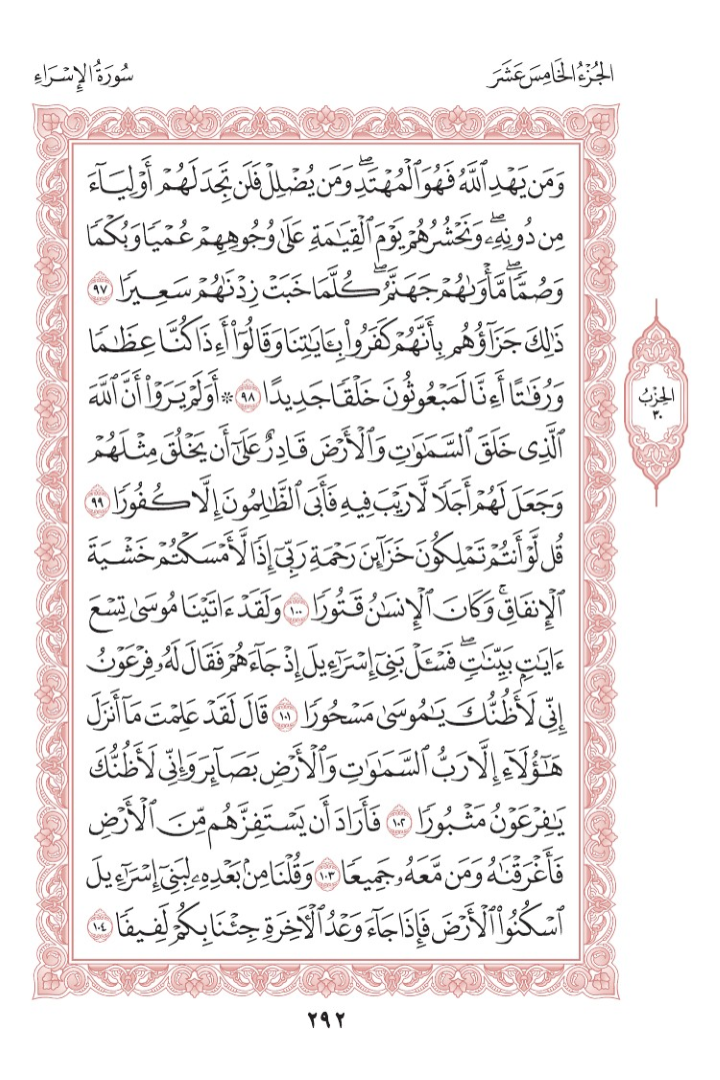 الجُزْءُ الخَامِسَ عَشَرَ
سُورَةُ الإِسْرَاءِ
وَمَن يَهْدِ ٱللَّهُ فَهُوَ ٱلْمُهْتَدِۖ وَمَن يُضْلِلْ فَلَن تَجِدَ لَهُمْ أَوْلِيَآءَ
مِن دُونِهِۦۖ وَنَحْشُرُهُمْ يَوْمَ ٱلْقِيَٰمَةِ عَلَىٰ وُجُوهِهِمْ عُمْيًا وَبُكْمًا
وَصُمًّاۖ مَّأْوَىٰهُمْ جَهَنَّمُۖ كُلَّمَا خَبَتْ زِدْنَٰهُمْ سَعِيرًا ٩٧
ذَٰلِكَ جَزَآؤُهُم بِأَنَّهُمْ كَفَرُوا۟ بِـَٔايَٰتِنَا وَقَالُوٓا۟ أَءِذَا كُنَّا عِظَٰمًا
وَرُفَٰتًا أَءِنَّا لَمَبْعُوثُونَ خَلْقًا جَدِيدًا ٩٨ ۞ أَوَلَمْ يَرَوْا۟ أَنَّ ٱللَّهَ
ٱلَّذِى خَلَقَ ٱلسَّمَٰوَٰتِ وَٱلْأَرْضَ قَادِرٌ عَلَىٰٓ أَن يَخْلُقَ مِثْلَهُمْ
وَجَعَلَ لَهُمْ أَجَلًا لَّا رَيْبَ فِيهِ فَأَبَى ٱلظَّٰلِمُونَ إِلَّا كُفُورًا ٩٩
قُل لَّوْ أَنتُمْ تَمْلِكُونَ خَزَآئِنَ رَحْمَةِ رَبِّىٓ إِذًا لَّأَمْسَكْتُمْ خَشْيَةَ
ٱلْإِنفَاقِۚ وَكَانَ ٱلْإِنسَٰنُ قَتُورًا ١٠٠ وَلَقَدْ ءَاتَيْنَا مُوسَىٰ تِسْعَ
ءَايَٰتٍۭ بَيِّنَٰتٍۖ فَسْـَٔلْ بَنِىٓ إِسْرَٰٓءِيلَ إِذْ جَآءَهُمْ فَقَالَ لَهُۥ فِرْعَوْنُ
إِنِّى لَأَظُنُّكَ يَٰمُوسَىٰ مَسْحُورًا ١٠١ قَالَ لَقَدْ عَلِمْتَ مَآ أَنزَلَ
هَٰٓؤُلَآءِ إِلَّا رَبُّ ٱلسَّمَٰوَٰتِ وَٱلْأَرْضِ بَصَآئِرَ وَإِنِّى لَأَظُنُّكَ
يَٰفِرْعَوْنُ مَثْبُورًا ١٠٢ فَأَرَادَ أَن يَسْتَفِزَّهُم مِّنَ ٱلْأَرْضِ
فَأَغْرَقْنَٰهُ وَمَن مَّعَهُۥ جَمِيعًا ١٠٣ وَقُلْنَا مِنۢ بَعْدِهِۦ لِبَنِىٓ إِسْرَٰٓءِيلَ
ٱسْكُنُوا۟ ٱلْأَرْضَ فَإِذَا جَآءَ وَعْدُ ٱلْـَٔاخِرَةِ جِئْنَا بِكُمْ لَفِيفًا ١٠٤
الحِزْبُ
٣٠
٢٩٢